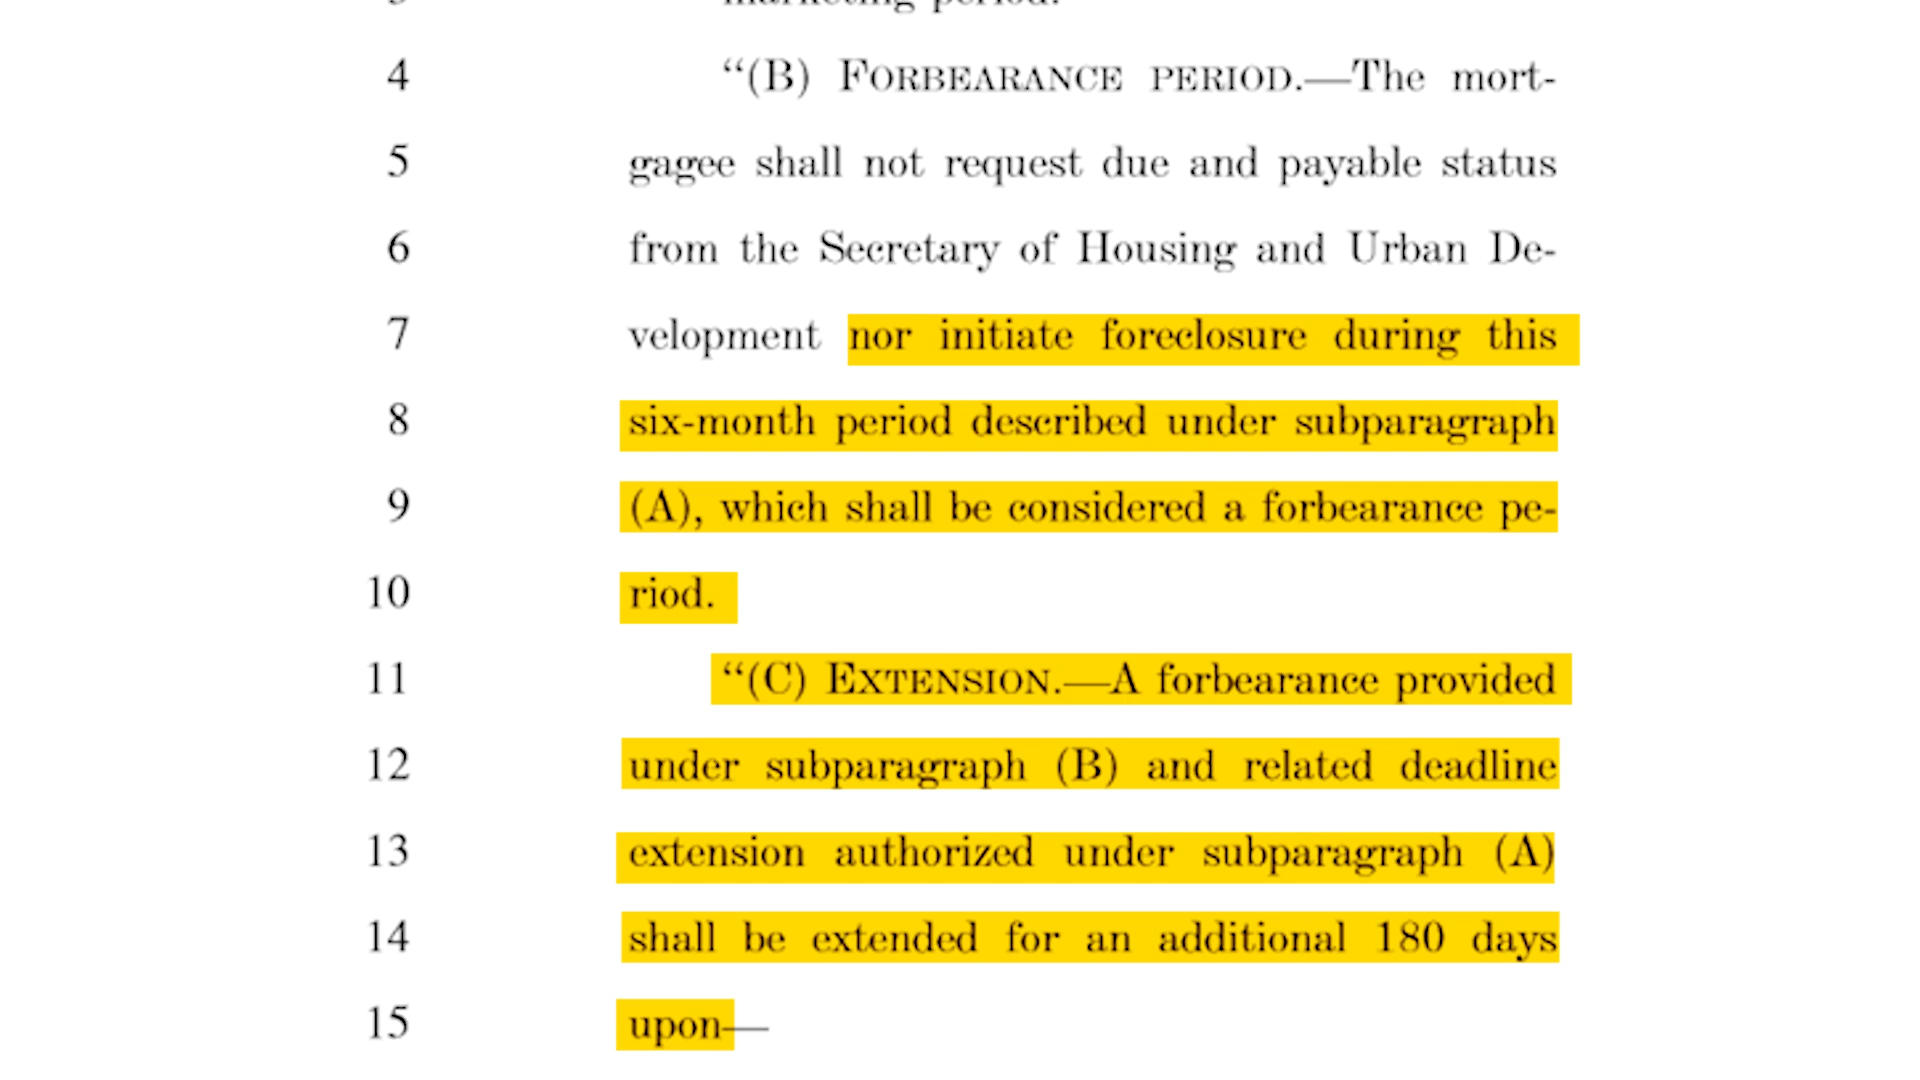 3 marketing period.
4 “(B) FORBEARANCE PERIOD.—The mort-
5 gagee shall not request due and payable status
6 from the Secretary of Housing and Urban De-
7 velopment nor initiate foreclosure during this
8 six-month period described under subparagraph
9 (A), which shall be considered a forbearance pe-
10 riod.
11 “(C) EXTENSION.—A forbearance provided
12 under subparagraph (B) and related deadline
13 extension authorized under subparagraph (A)
14 shall be extended for an additional 180 days
15 upon—